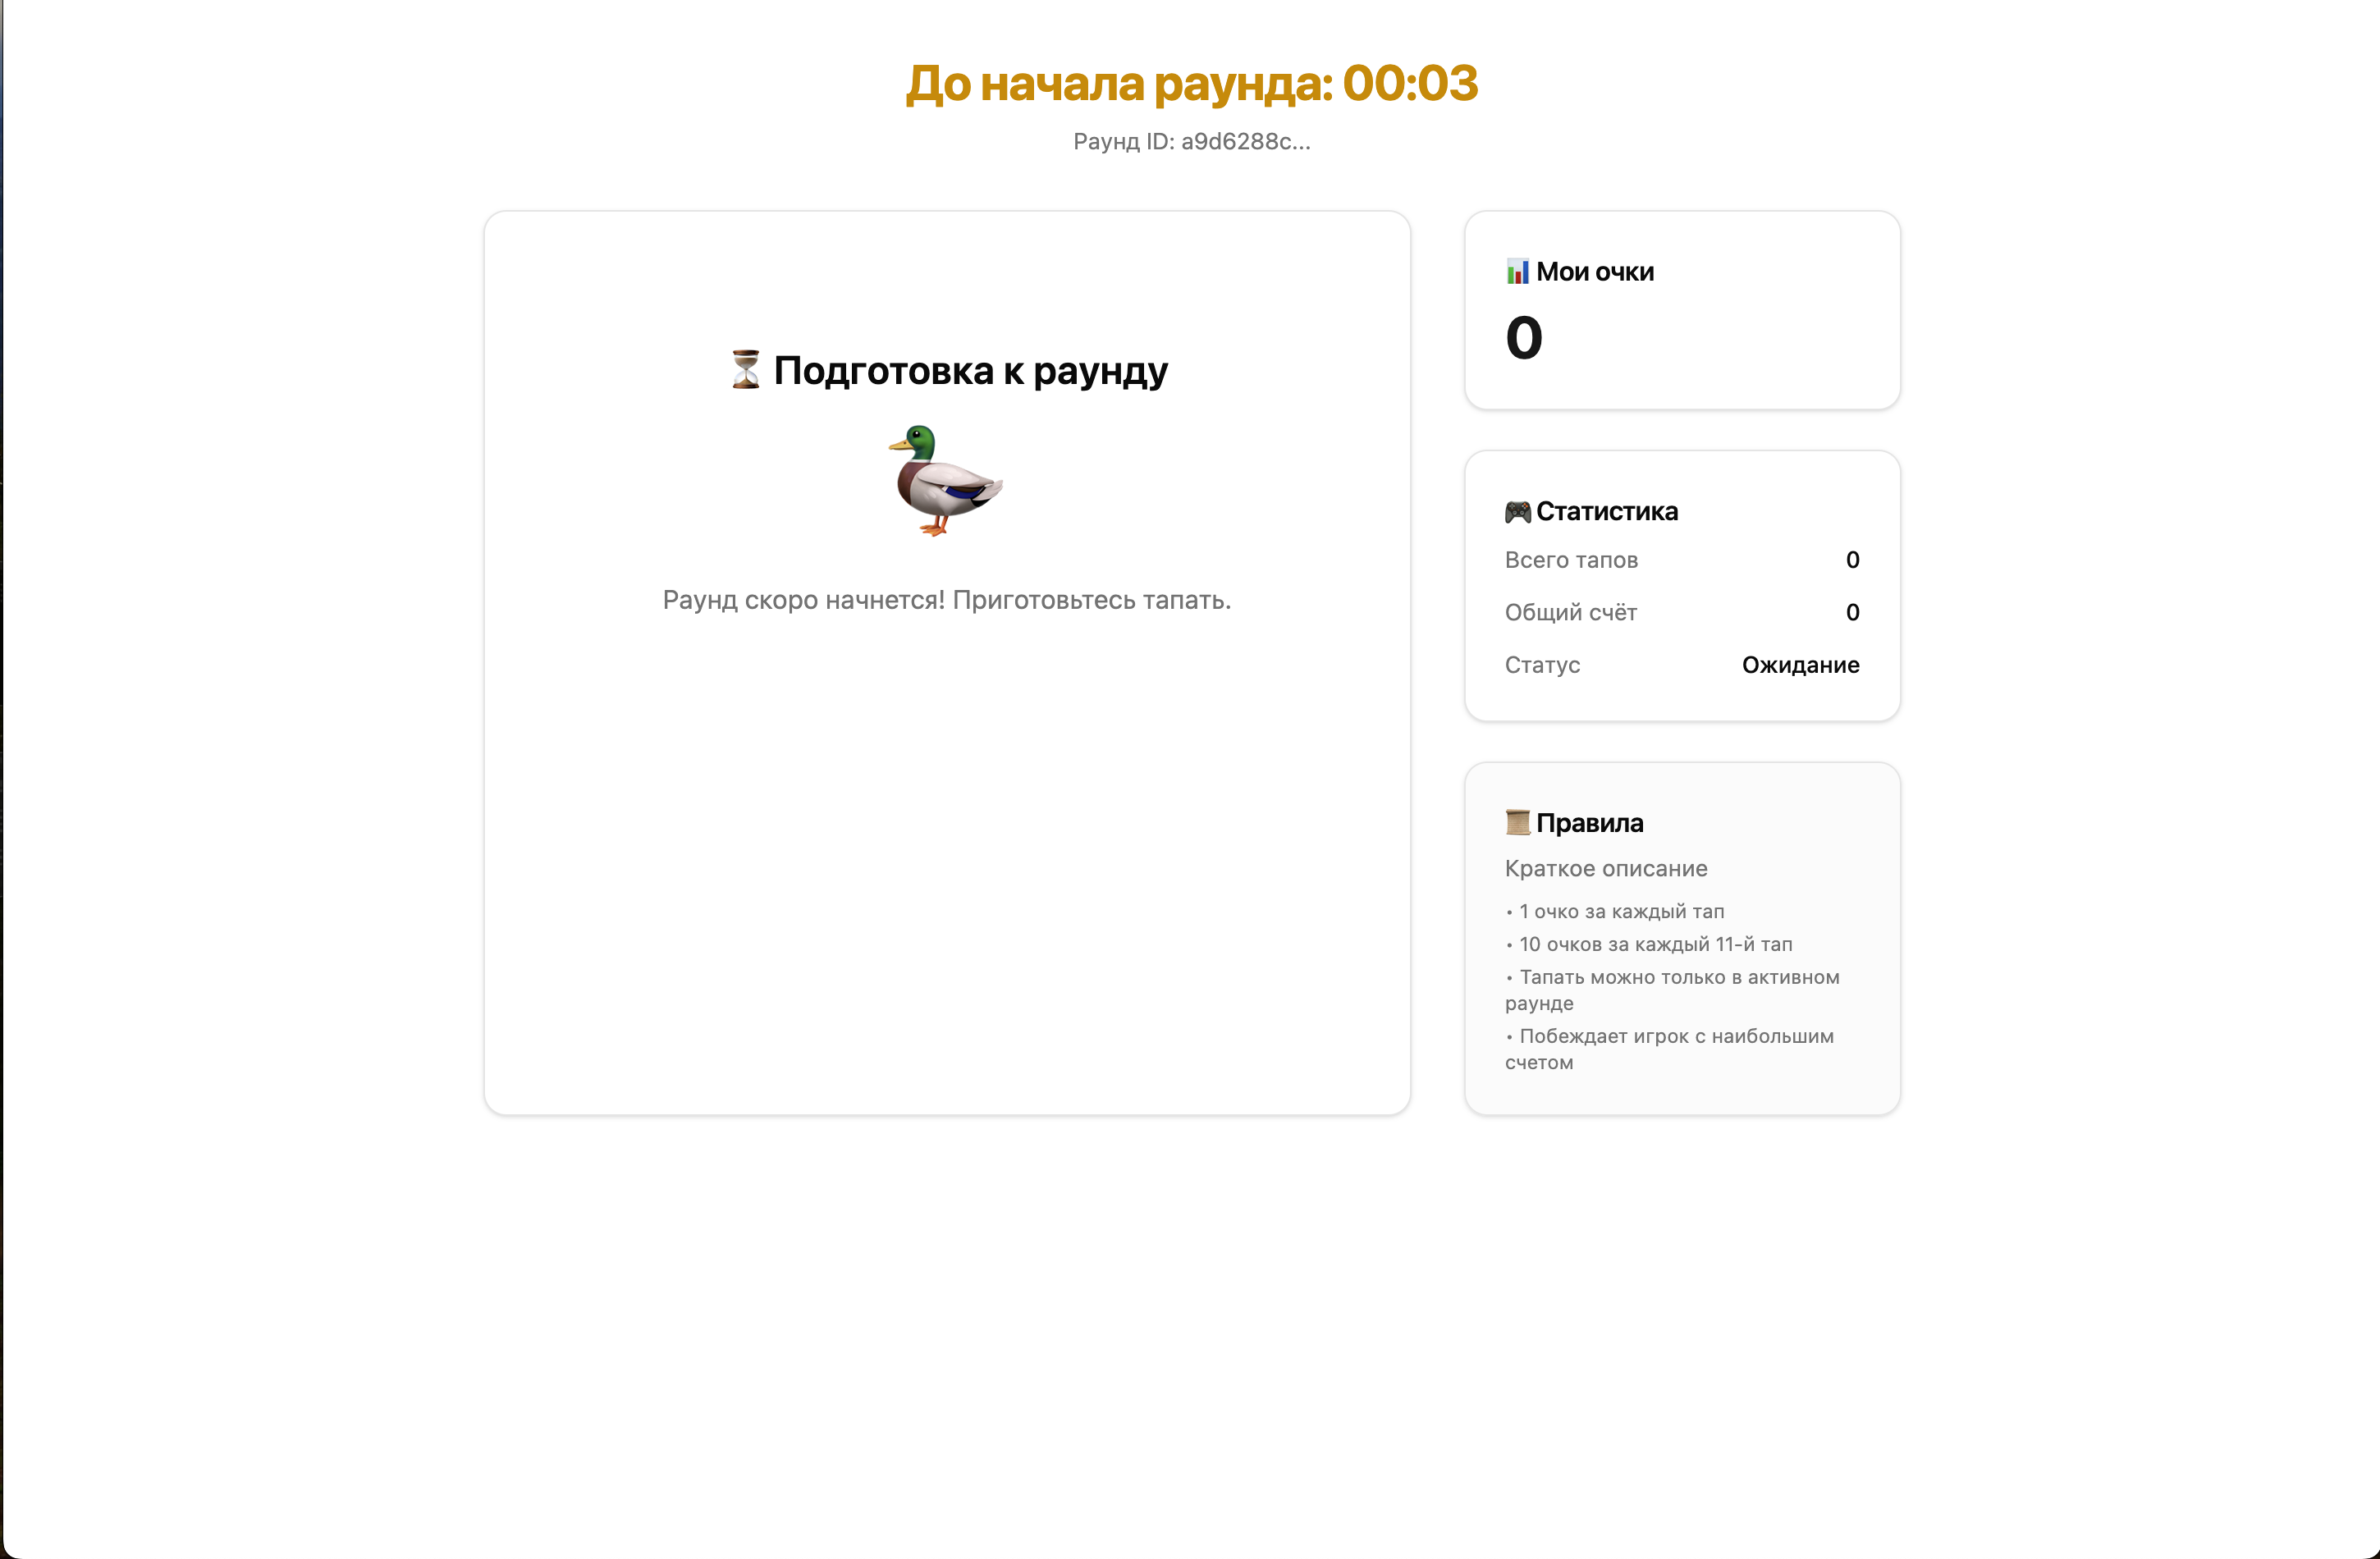 До начала раунда: 00:03
Раунд ID: a9d6288c...
⏳ Подготовка к раунду
Раунд скоро начнется! Приготовьтесь тапать.
📊 Мои очки
0
🎮 Статистика
Всего тапов 0
Общий счёт 0
Статус Ожидание
📜 Правила
Краткое описание
• 1 очко за каждый тап
• 10 очков за каждый 11-й тап
• Тапать можно только в активном
раунде
• Побеждает игрок с наибольшим
счетом